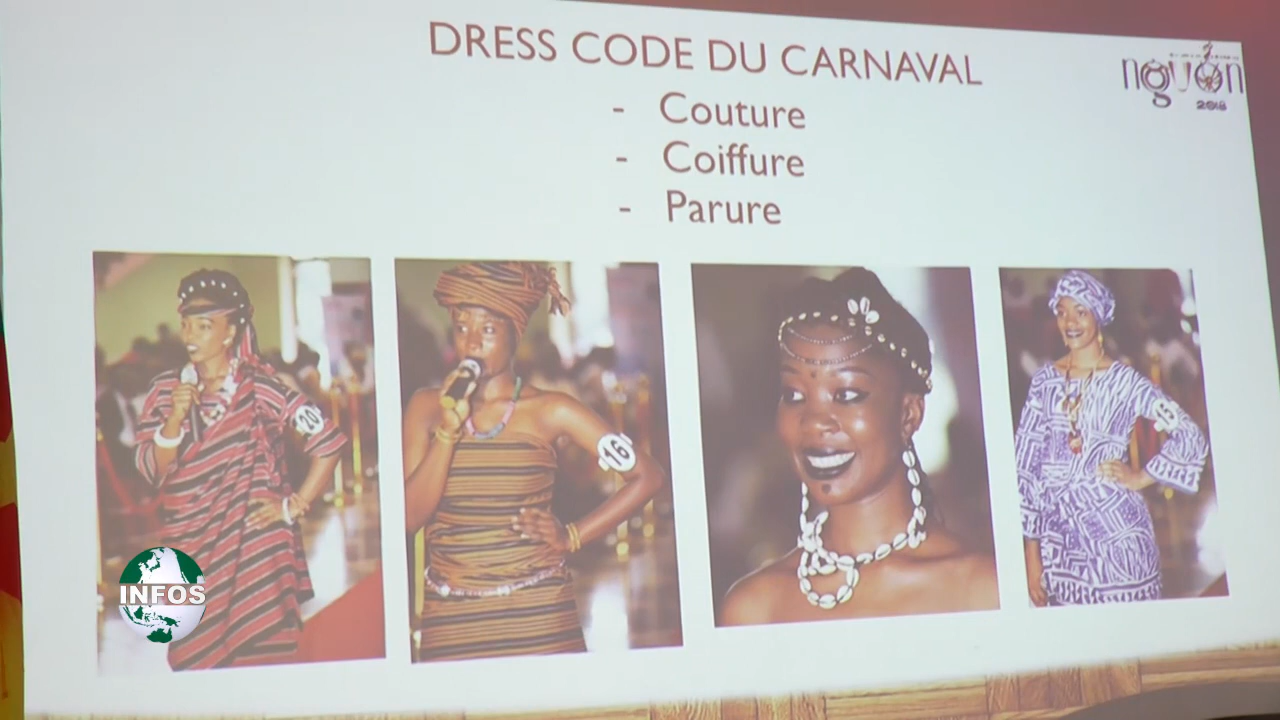 DRESS CODE DU CARNAVAL
nguon
2018
- Couture
- Coiffure
- Parure
20
16
15
INFOS